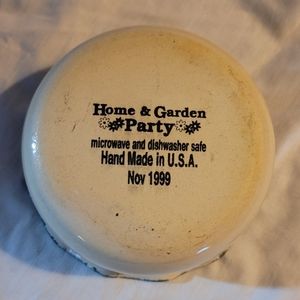 Home & Garden
Party
microwave and dishwasher safe
Hand Made in U.S.A.
Nov 1999